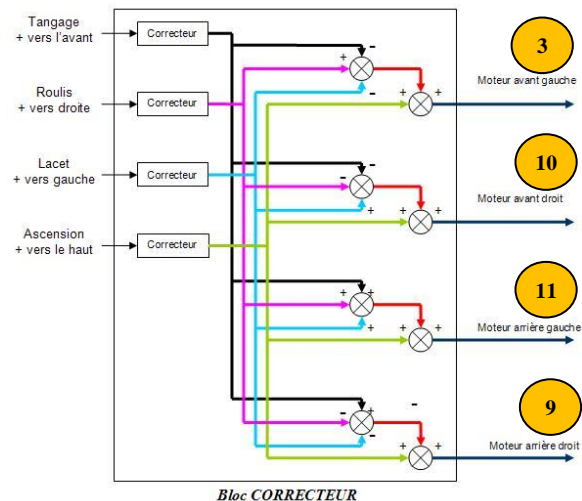 Tangage
+ vers l'avant
Correcteur
Roulis
+ vers droite
Correcteur
Lacet
+ vers gauche
Correcteur
Ascension
+ vers le haut
Correcteur
-
+
-
+
+
3
Moteur avant gauche
-
-
+
+
+
10
Moteur avant droit
+
+
+
+
+
11
Moteur arrière gauche
+
-
-
-
+
+
9
Moteur arrière droit
Bloc CORRECTEUR